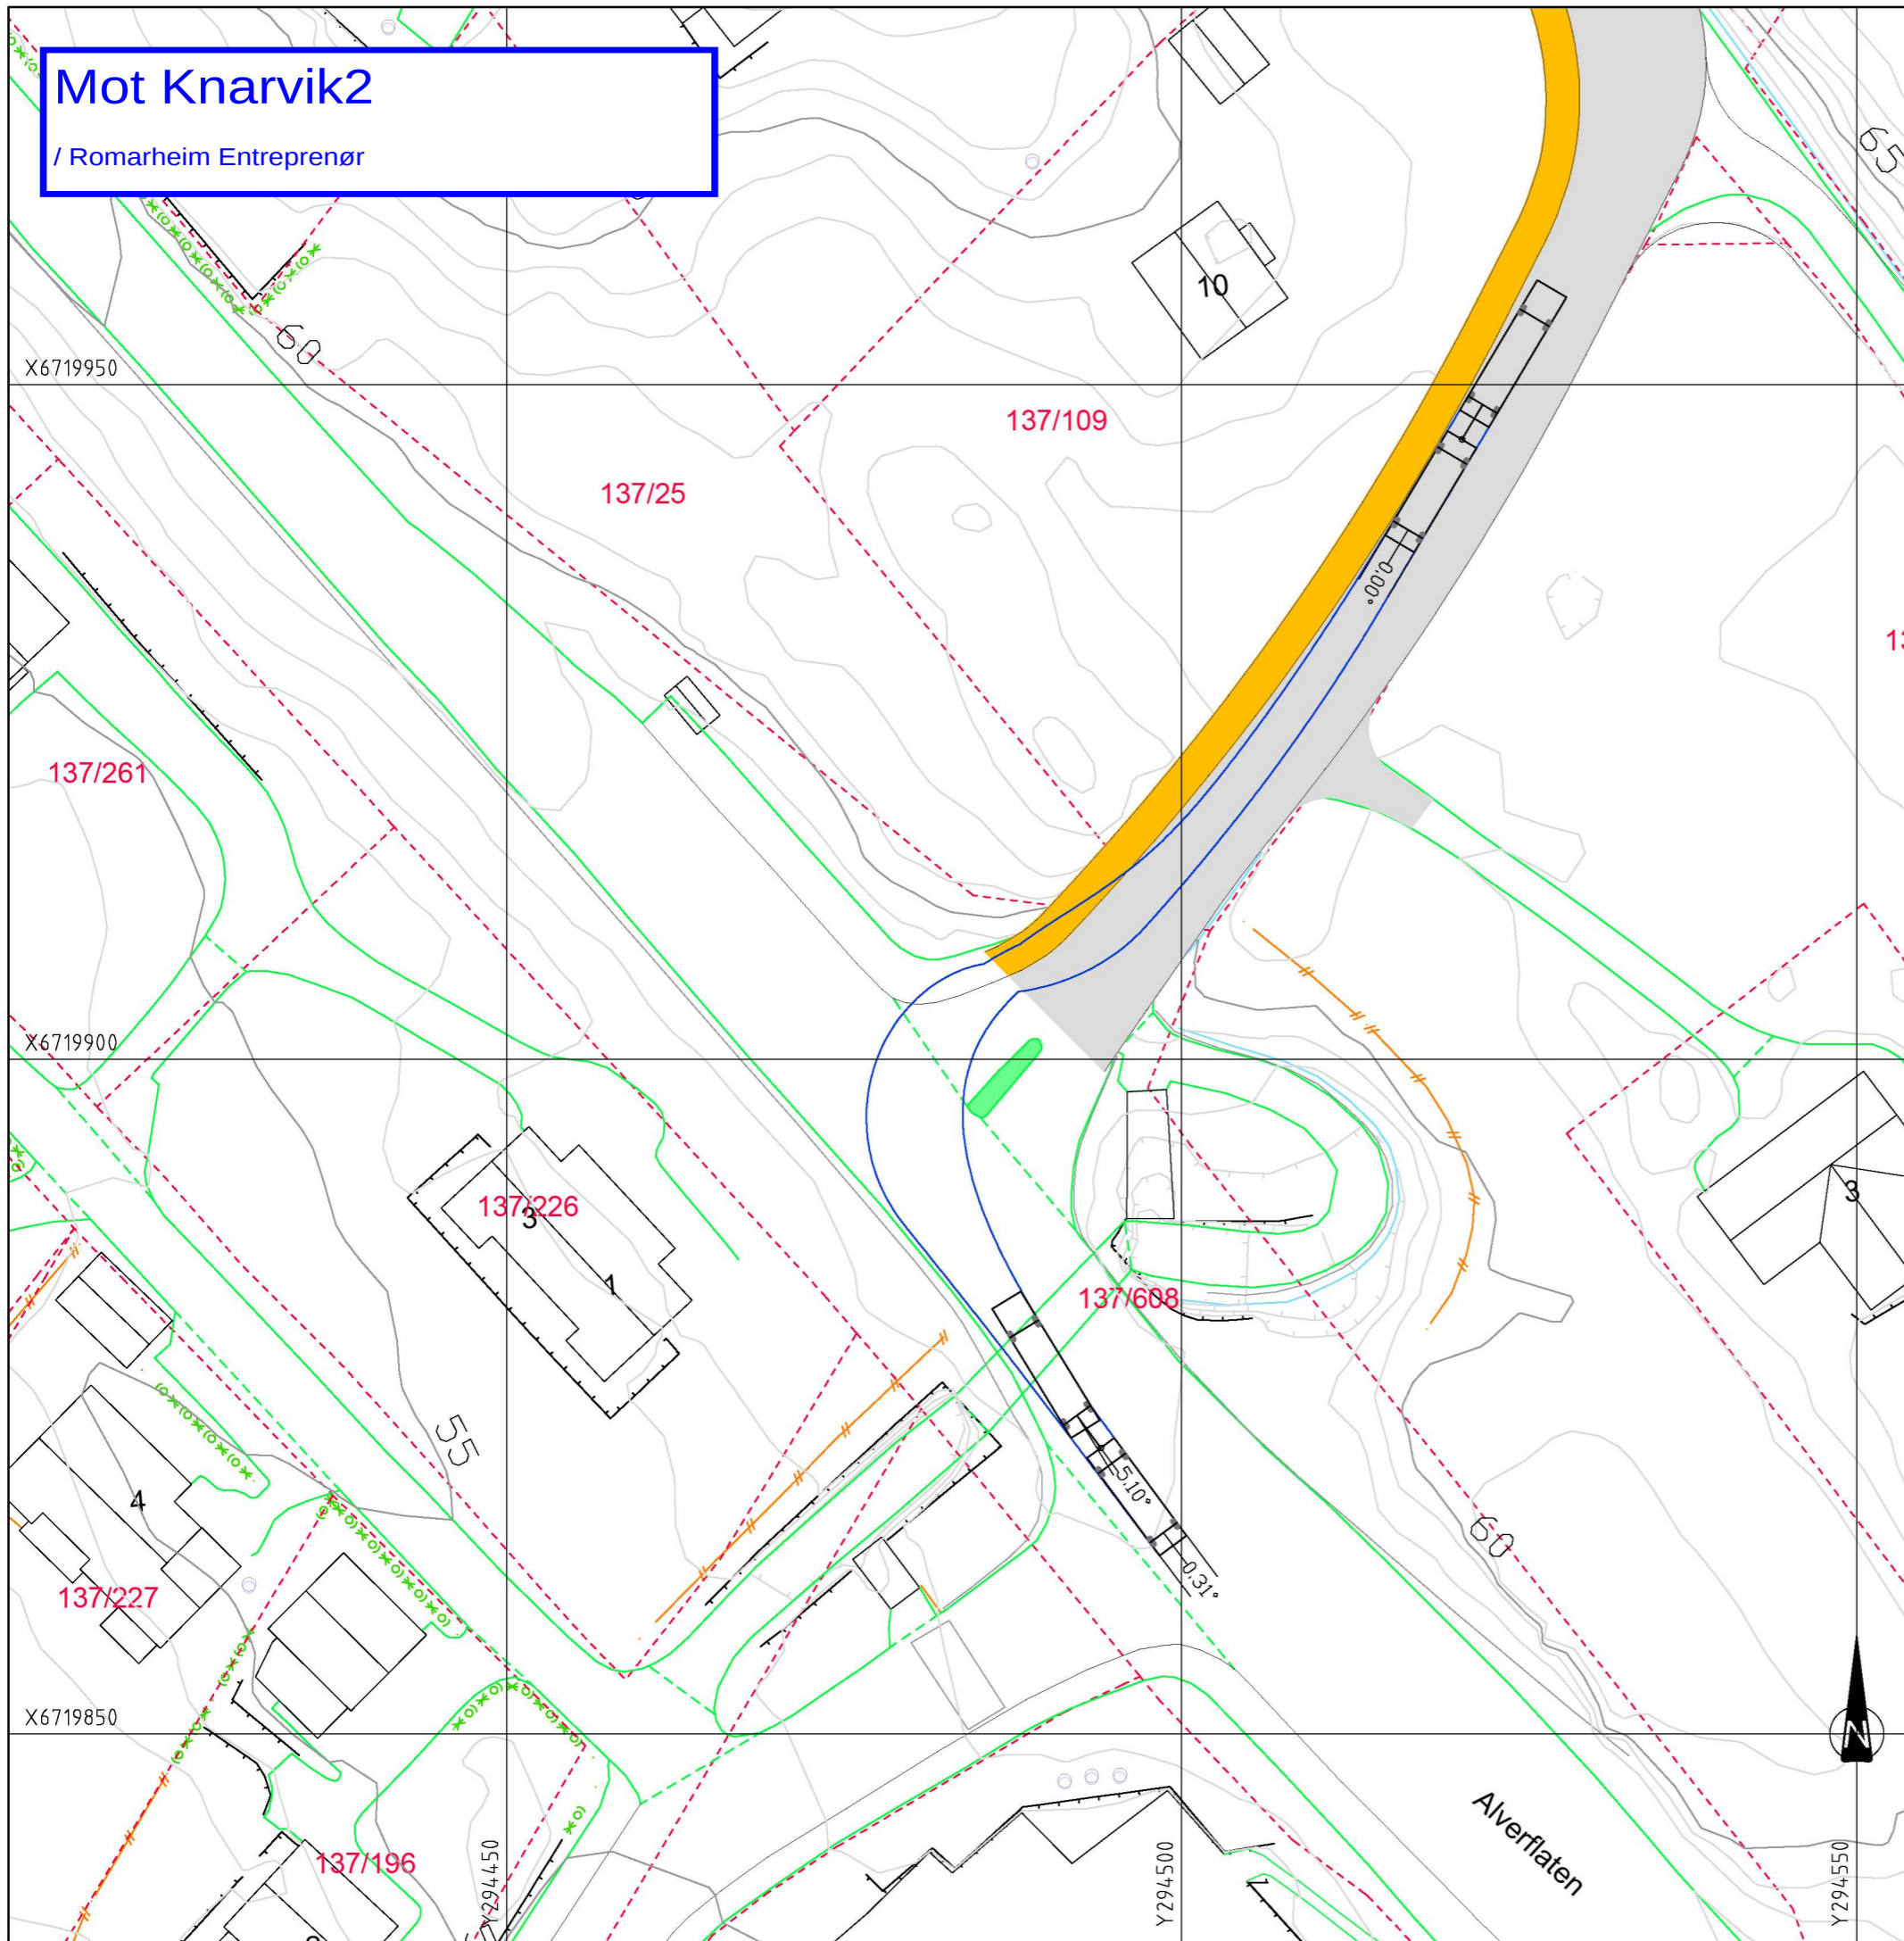 Mot Knarvik2
/ Romarheim Entreprenør
65
10
60
X6719950
137/109
137/25
0.00°
137/261
X6719900
137/226
3
1
3
137/608
55
5.10°
4
60
0.31°
137/227
X6719850
N
Alverflaten
137/196
Y294450
Y294500
Y294550